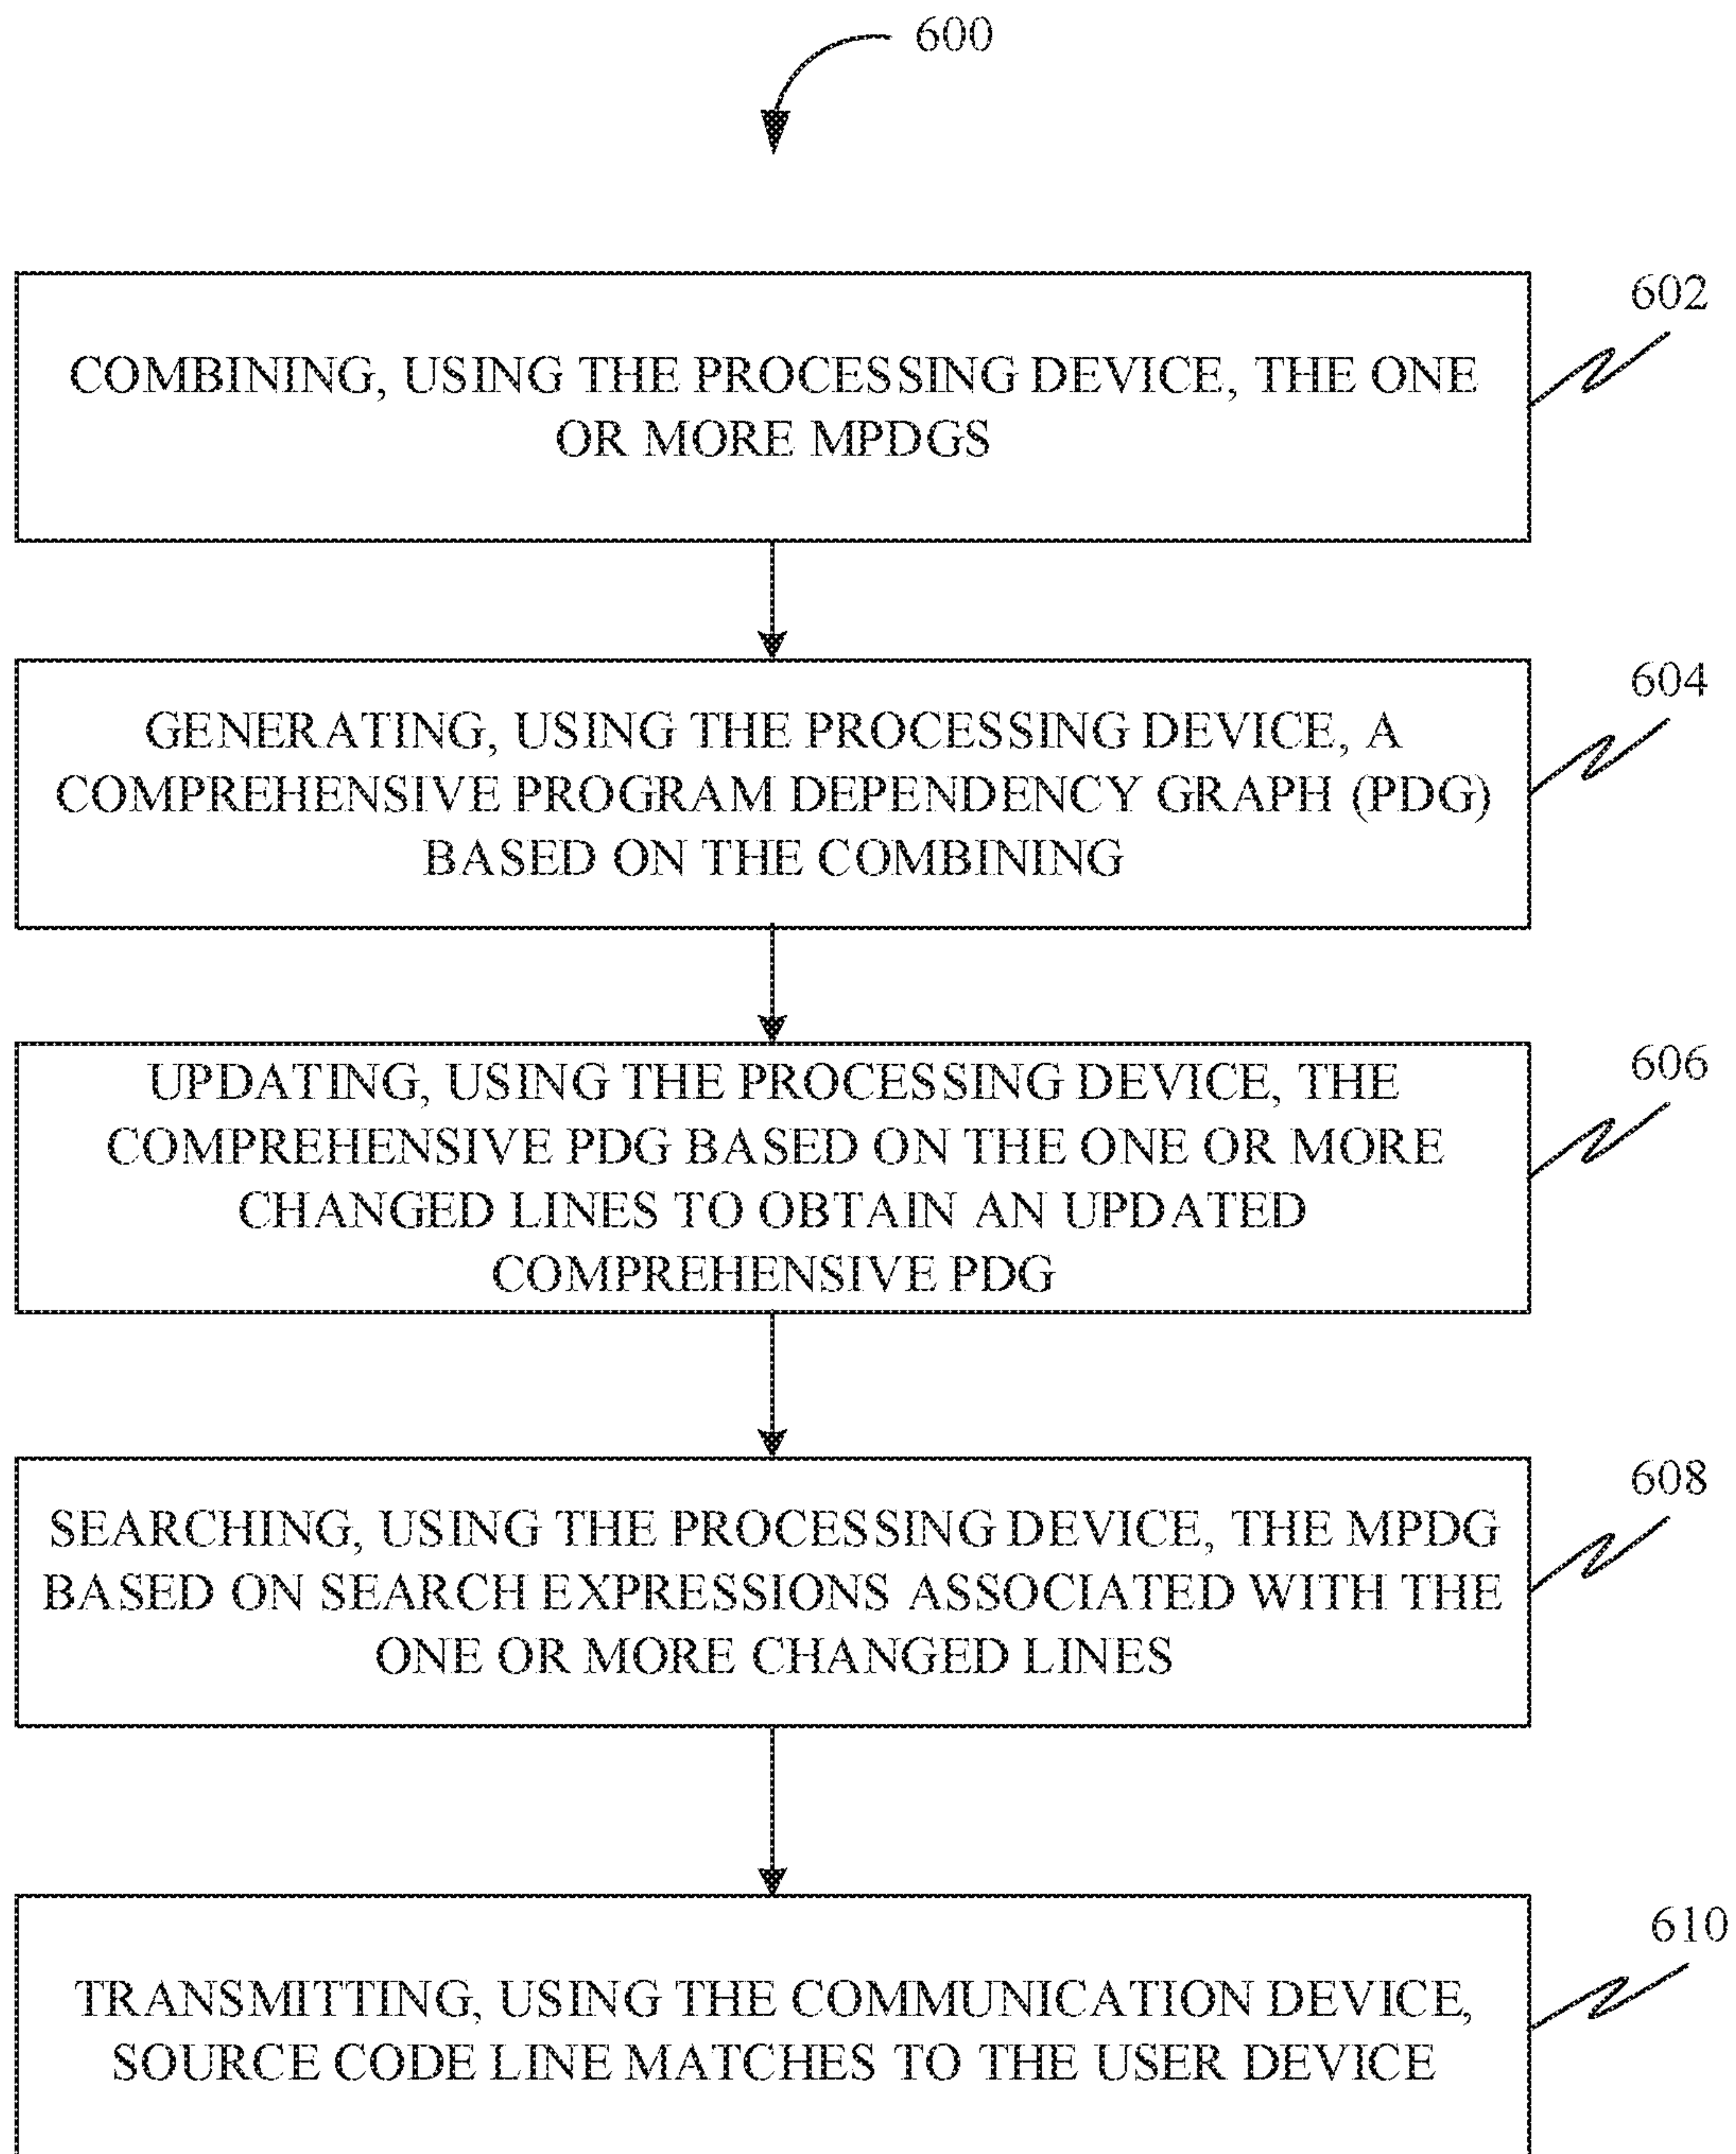 600
602
COMBINING, USING THE PROCESSING DEVICE, THE ONE
OR MORE MPDGS
604
GENERATING, USING THE PROCESSING DEVICE, A
COMPREHENSIVE PROGRAM DEPENDENCY GRAPH (PDG)
BASED ON THE COMBINING
606
UPDATING, USING THE PROCESSING DEVICE, THE
COMPREHENSIVE PDG BASED ON THE ONE OR MORE
CHANGED LINES TO OBTAIN AN UPDATED
COMPREHENSIVE PDG
608
SEARCHING, USING THE PROCESSING DEVICE, THE MPDG
BASED ON SEARCH EXPRESSIONS ASSOCIATED WITH THE
ONE OR MORE CHANGED LINES
610
TRANSMITTING, USING THE COMMUNICATION DEVICE,
SOURCE CODE LINE MATCHES TO THE USER DEVICE